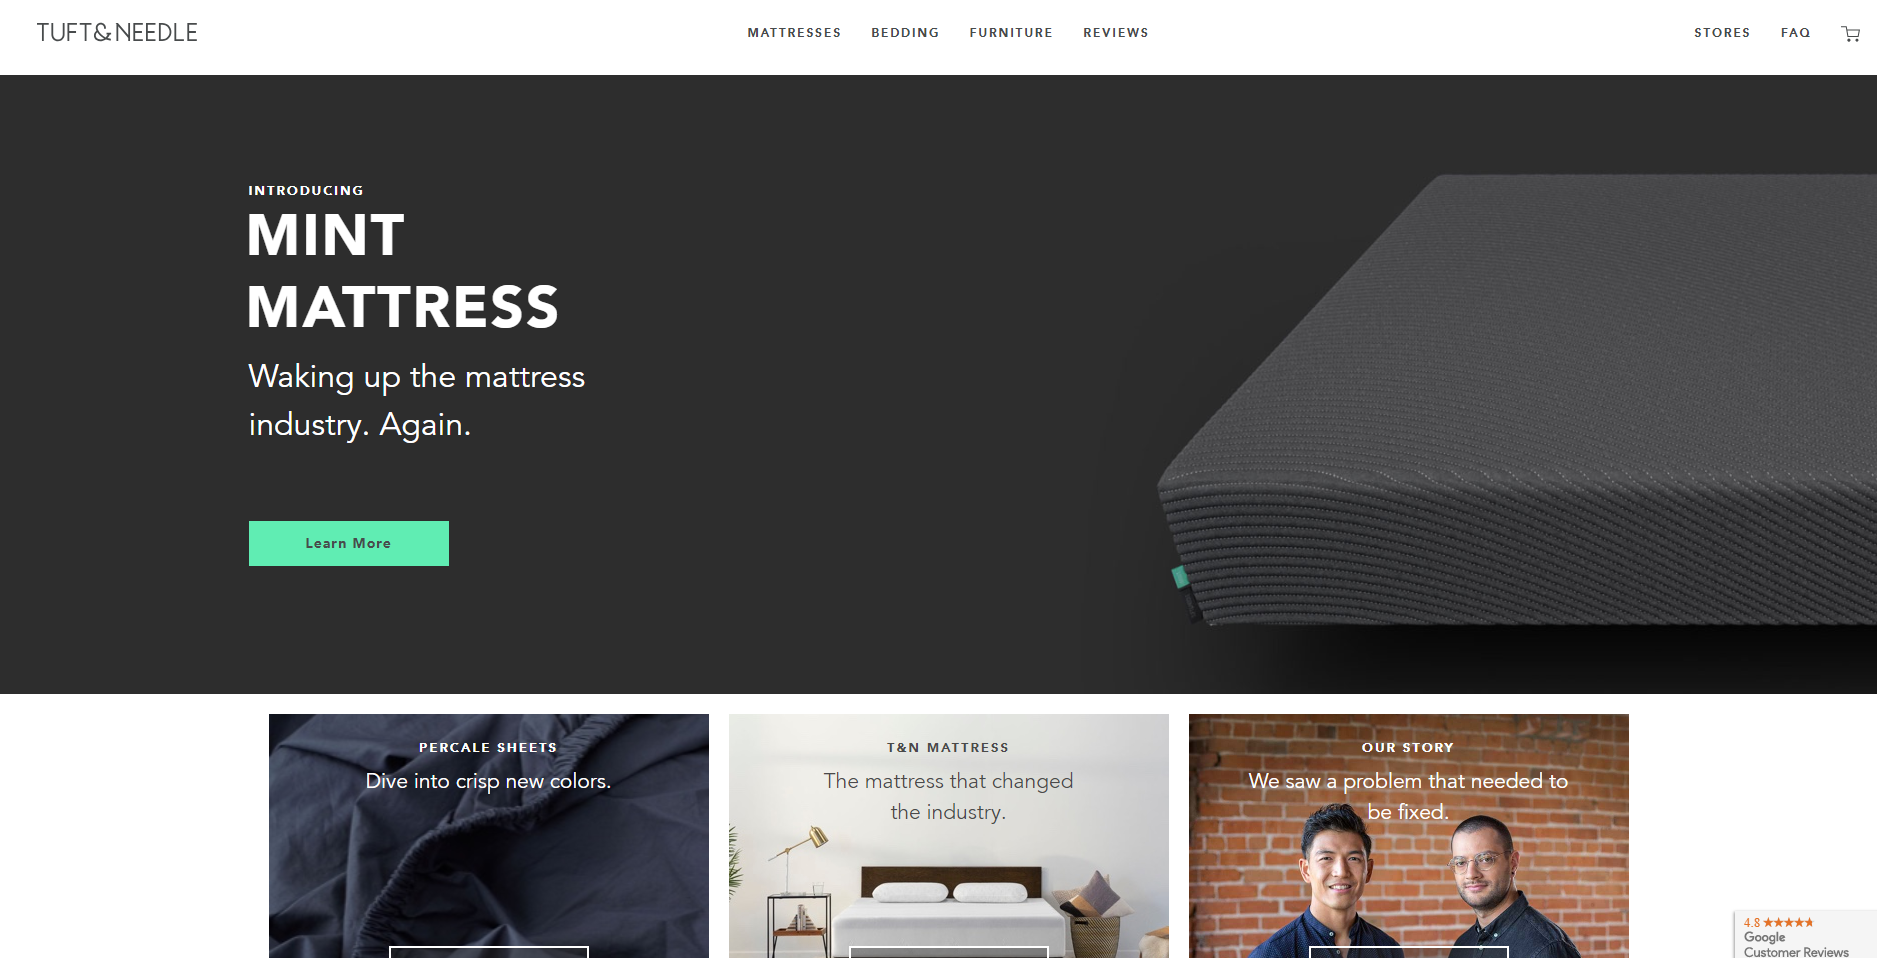 TUFT&NEEDLE
MATTRESSES
BEDDING
FURNITURE
REVIEWS
STORES
FAQ
INTRODUCING
MINT
MATTRESS
Waking up the mattress
industry. Again.
Learn More
PERCALE SHEETS
Dive into crisp new colors.
T&N MATTRESS
The mattress that changed
the industry.
OUR STORY
We saw a problem that needed to
be fixed.
4.8
Google
Customer Reviews